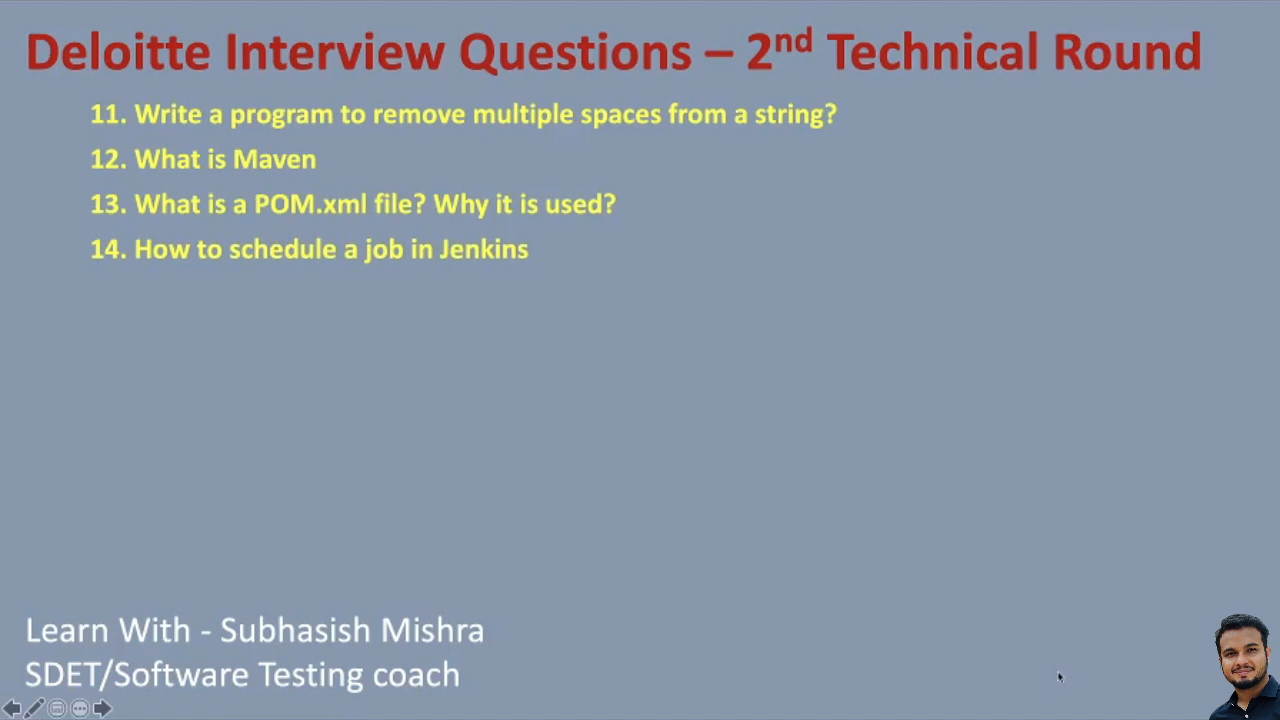 Deloitte Interview Questions – 2nd Technical Round
11. Write a program to remove multiple spaces from a string?
12. What is Maven
13. What is a POM.xml file? Why it is used?
14. How to schedule a job in Jenkins
Learn With - Subhasish Mishra
SDET/Software Testing coach